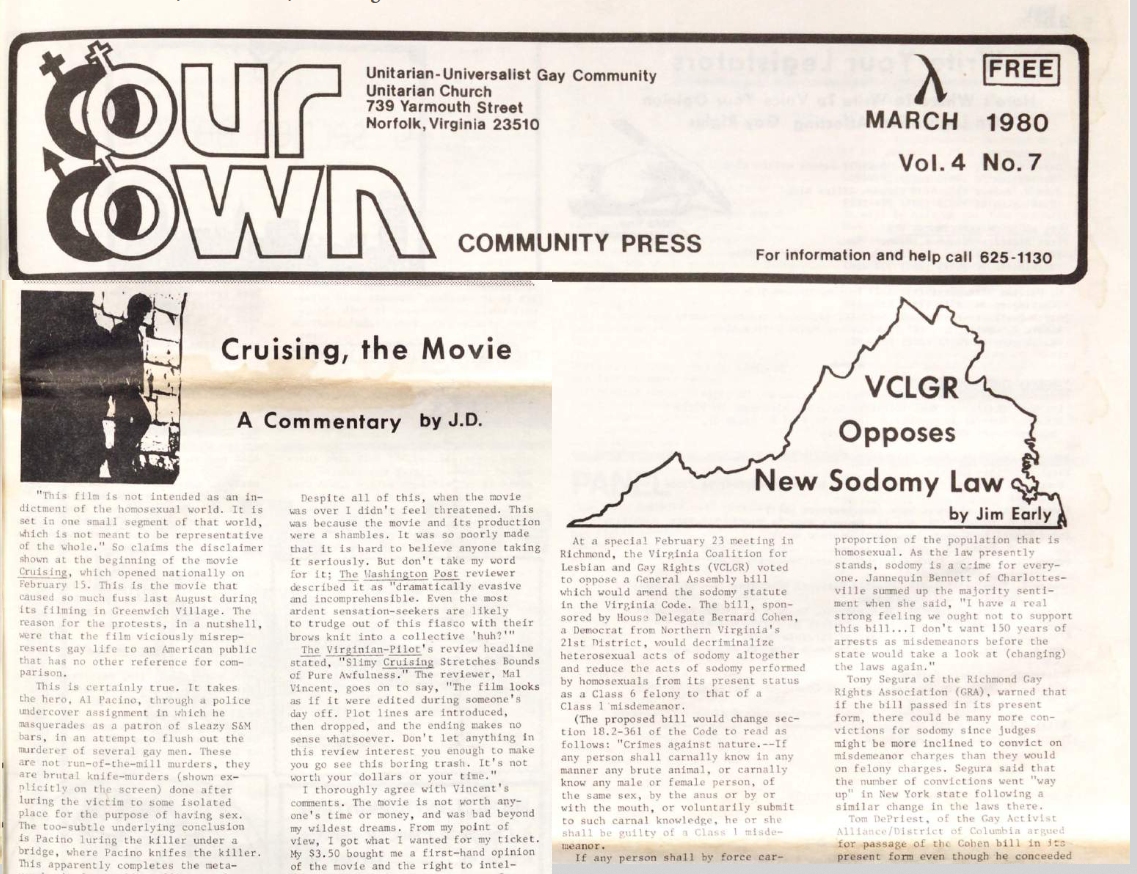 our
own
Unitarian-Universalist Gay Community
Unitarian Church
739 Yarmouth Street
Norfolk, Virginia 23510
COMMUNITY PRESS
λ
FREE
MARCH 1980
Vol. 4 No. 7
For information and help call 625-1130
Cruising, the Movie
A Commentary by J.D.
"This film is not intended as an in-
dictment of the homosexual world. It is
set in one small segment of that world,
which is not meant to be representative
of the whole." So claims the disclaimer
shown at the beginning of the movie
Cruising, which opened nationally on
February 15. This is the movie that
caused so much fuss last August during
its filming in Greenwich Village. The
reason for the protests, in a nutshell,
were that the film viciously misrep-
resents gay life to an American public
that has no other reference for com-
parison.
This is certainly true. It takes
the hero, Al Pacino, through a police
undercover assignment in which he
masquerades as a patron of sleazy S&M
bars, in an attempt to flush out the
murderer of several gay men. These
are not run-of-the-mill murders, they
are brutal knife-murders (shown ex-
plicitly on the screen) done after
luring the victim to some isolated
place for the purpose of having sex.
The too-subtle underlying conclusion
is Pacino luring the killer under a
bridge, where Pacino knifes the killer.
This apparently completes the meta-
Despite all of this, when the movie
was over I didn't feel threatened. This
was because the movie and its production
were a shambles. It was so poorly made
that it is hard to believe anyone taking
it seriously. But don't take my word
for it; The Washington Post reviewer
described it as "dramatically evasive
and incomprehensible. Even the most
ardent sensation-seekers are likely
to trudge out of this fiasco with their
brows knit into a collective 'huh?'"
The Virginian-Pilot's review headline
stated, "Slimy Cruising Stretches Bounds
of Pure Awfulness." The reviewer, Mal
Vincent, goes on to say, "The film looks
as if it were edited during someone's
day off. Plot lines are introduced,
then dropped, and the ending makes no
sense whatsoever. Don't let anything in
this review interest you enough to make
you go see this boring trash. It's not
worth your dollars or your time."
I thoroughly agree with Vincent's
comments. The movie is not worth any-
one's time or money, and was bad beyond
my wildest dreams. From my point of
view, I got what I wanted for my ticket.
My $3.50 bought me a first-hand opinion
of the movie and the right to intel-
VCLGR
Opposes
New Sodomy Law
by Jim Early
At a special February 23 meeting in
Richmond, the Virginia Coalition for
Lesbian and Gay Rights (VCLGR) voted
to oppose a General Assembly bill
which would amend the sodomy statute
in the Virginia Code. The bill, spon-
sored by House Delegate Bernard Cohen,
a Democrat from Northern Virginia's
21st District, would decriminalize
heterosexual acts of sodomy altogether
and reduce the acts of sodomy performed
by homosexuals from its present status
as a Class 6 felony to that of a
Class 1 misdemeanor.
(The proposed bill would change sec-
tion 18.2-361 of the Code to read as
follows: "Crimes against nature.--If
any person shall carnally know in any
manner any brute animal, or carnally
know any male or female person, of
the same sex, by the anus or by or
with the mouth, or voluntarily submit
to such carnal knowledge, he or she
shall be guilty of a Class 1 misde-
meanor.
If any person shall by force car-
proportion of the population that is
homosexual. As the law presently
stands, sodomy is a crime for every-
one. Jannequin Bennett of Charlottes-
ville summed up the majority senti-
ment when she said, "I have a real
strong feeling we ought not to support
this bill...I don't want 150 years of
arrests as misdemeanors before the
state would take a look at (changing)
the laws again."
Tony Segura of the Richmond Gay
Rights Association (GRA), warned that
if the bill passed in its present
form, there could be many more con-
victions for sodomy since judges
might be more inclined to convict on
misdemeanor charges than they would
on felony charges. Segura said that
the number of convictions went "way
up" in New York state following a
similar change in the laws there.
Tom DePriest, of the Gay Activist
Alliance/District of Columbia argued
for passage of the Cohen bill in its
present form even though he conceeded